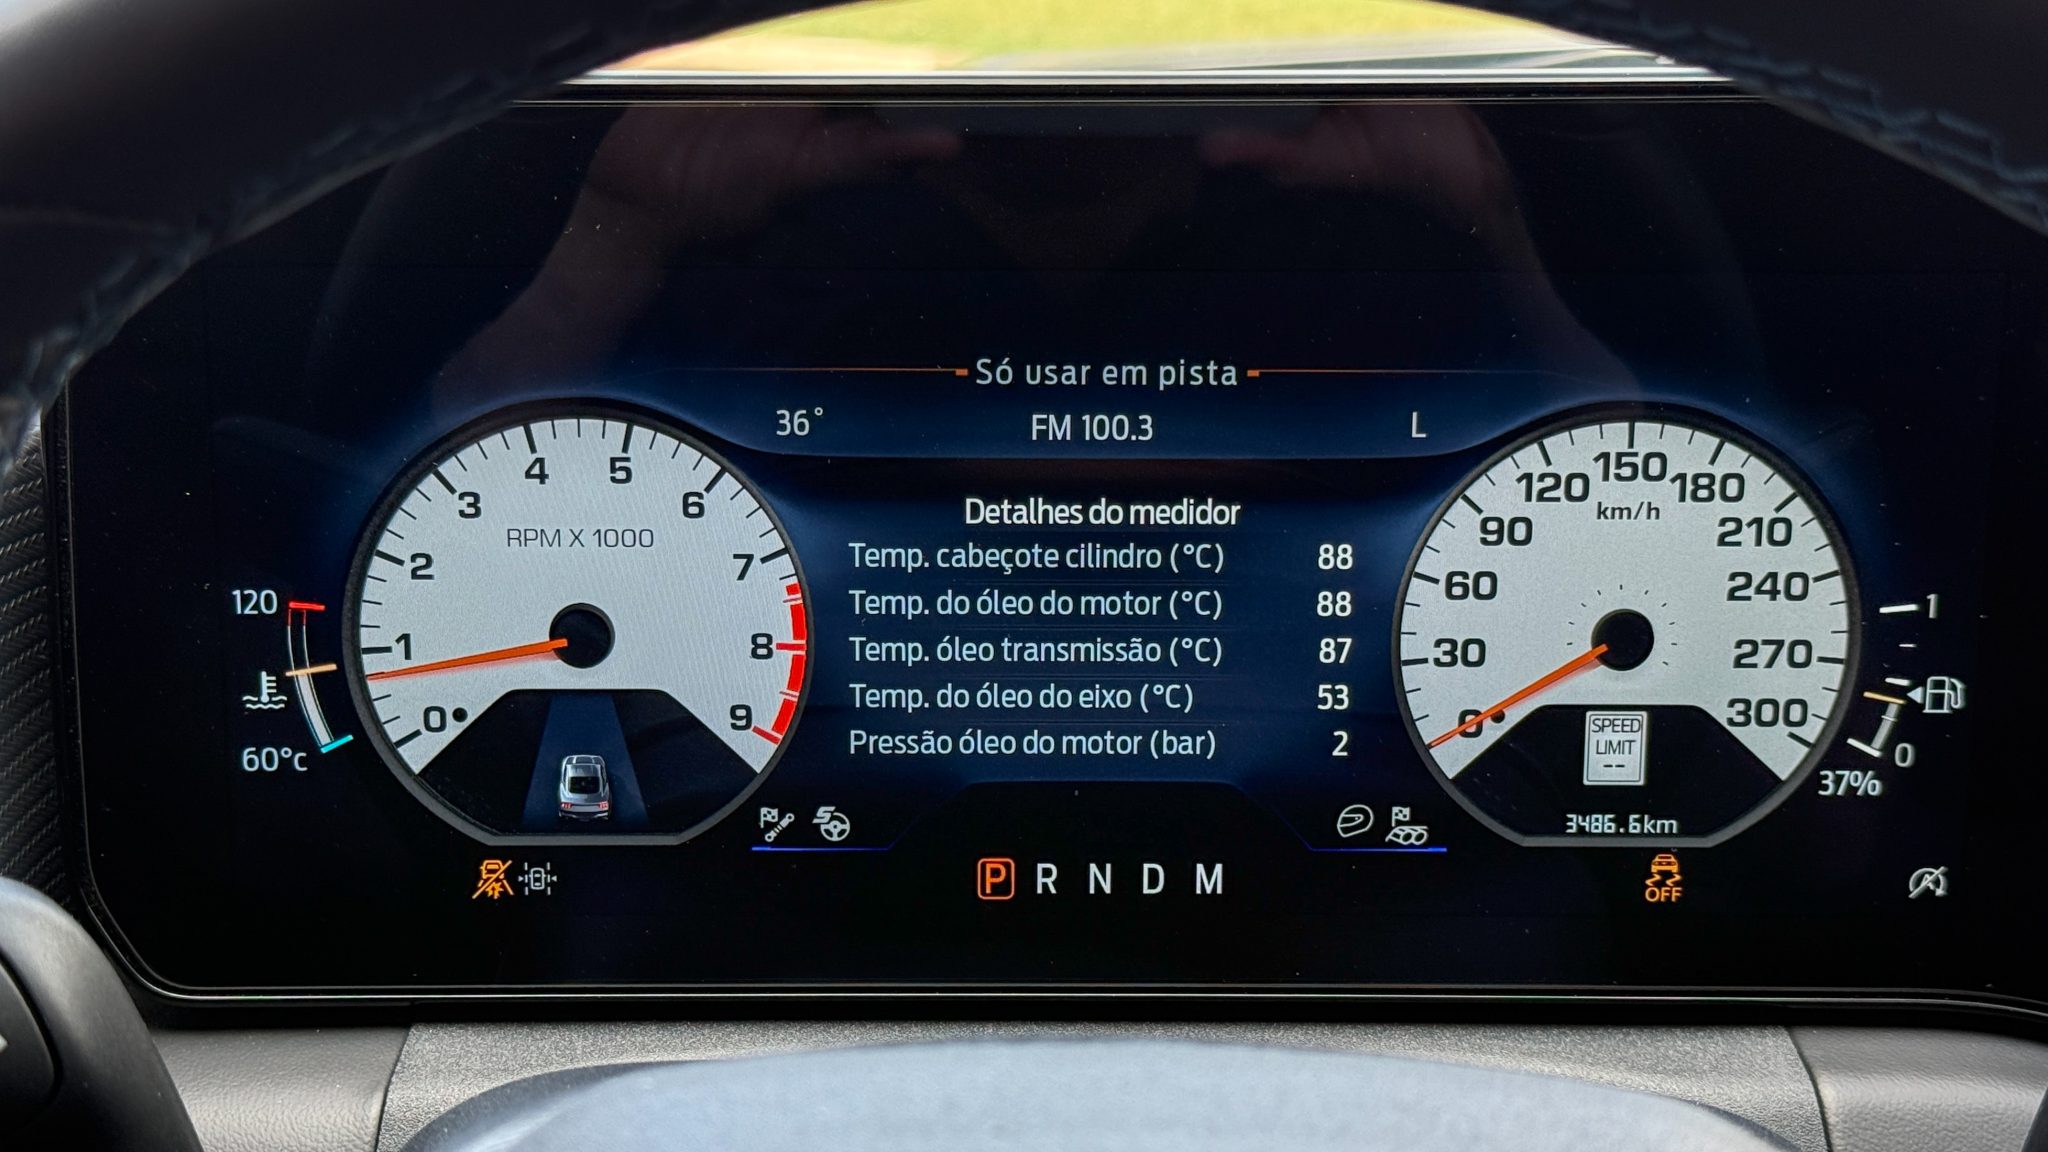 Só usar em pista
36°
FM 100.3
L
0 1 2 3 4 5 6 7 8 9
RPM X 1000
120
60°c
Detalhes do medidor
Temp. cabeçote cilindro (°C) 88
Temp. do óleo do motor (°C) 88
Temp. óleo transmissão (°C) 87
Temp. do óleo do eixo (°C) 53
Pressão óleo do motor (bar) 2
0 30 60 90 120 150 180 210 240 270 300
km/h
SPEED
LIMIT
--
3486.6km
1
0
37%
S
P R N D M
OFF